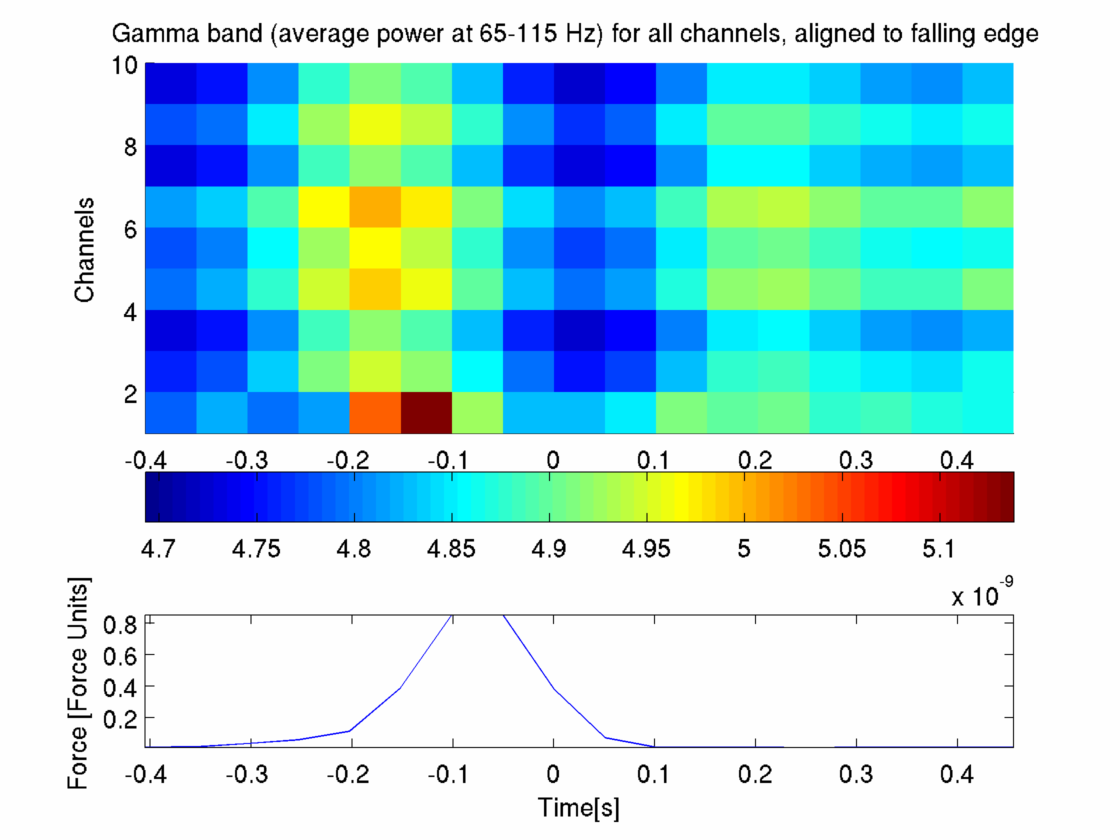 Gamma band (average power at 65-115 Hz) for all channels, aligned to falling edge
10
8
6
4
2
Channels
-0.4 -0.3 -0.2 -0.1 0 0.1 0.2 0.3 0.4
4.7 4.75 4.8 4.85 4.9 4.95 5 5.05 5.1
x 10-9
0.8
0.6
0.4
0.2
Force [Force Units]
-0.4 -0.3 -0.2 -0.1 0 0.1 0.2 0.3 0.4
Time[s]